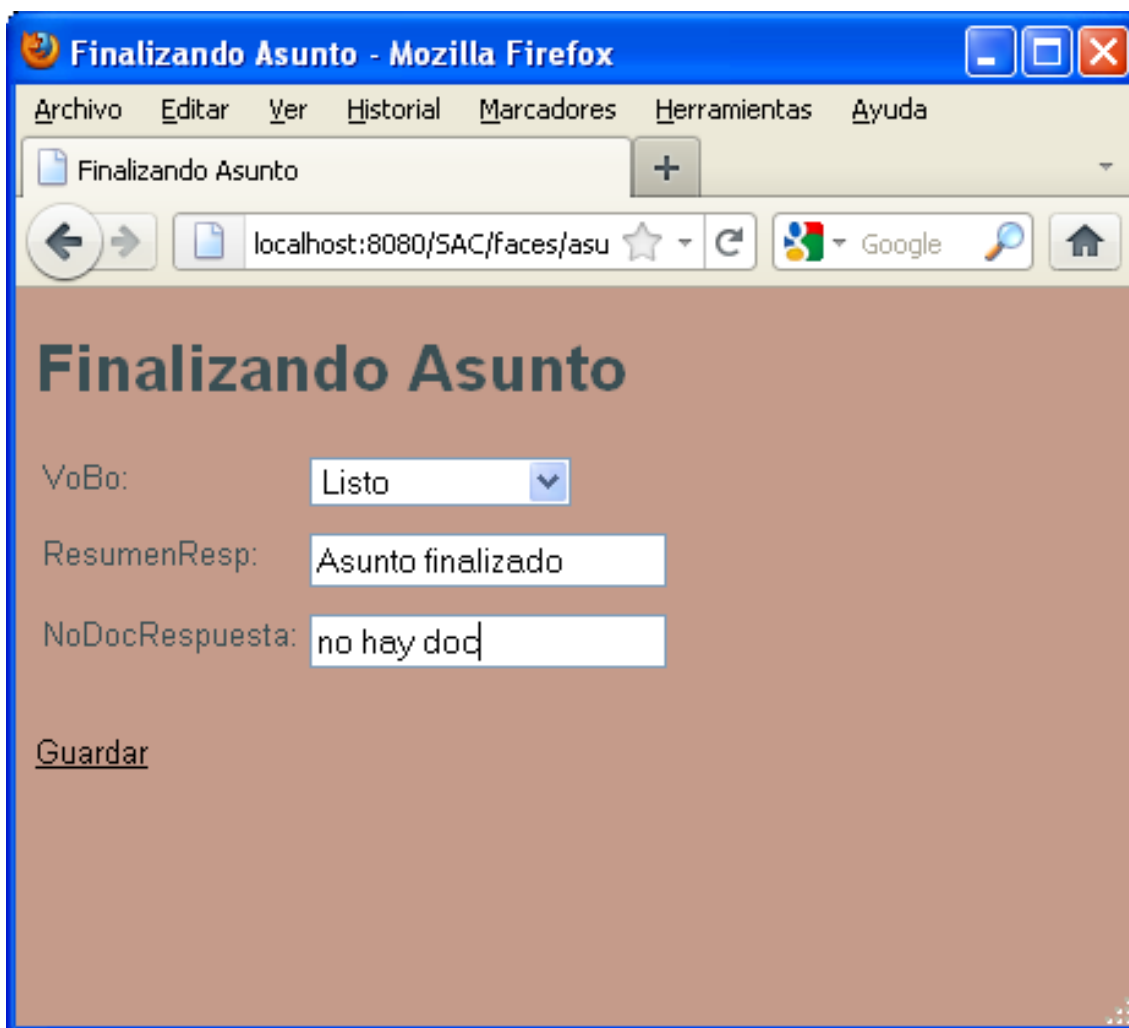 Finalizando Asunto - Mozilla Firefox
Archivo Editar Ver Historial Marcadores Herramientas Ayuda
Finalizando Asunto
localhost:8080/SAC/faces/asu Google
Finalizando Asunto
VoBo: Listo
ResumenResp: Asunto finalizado
NoDocRespuesta: no hay doc
Guardar